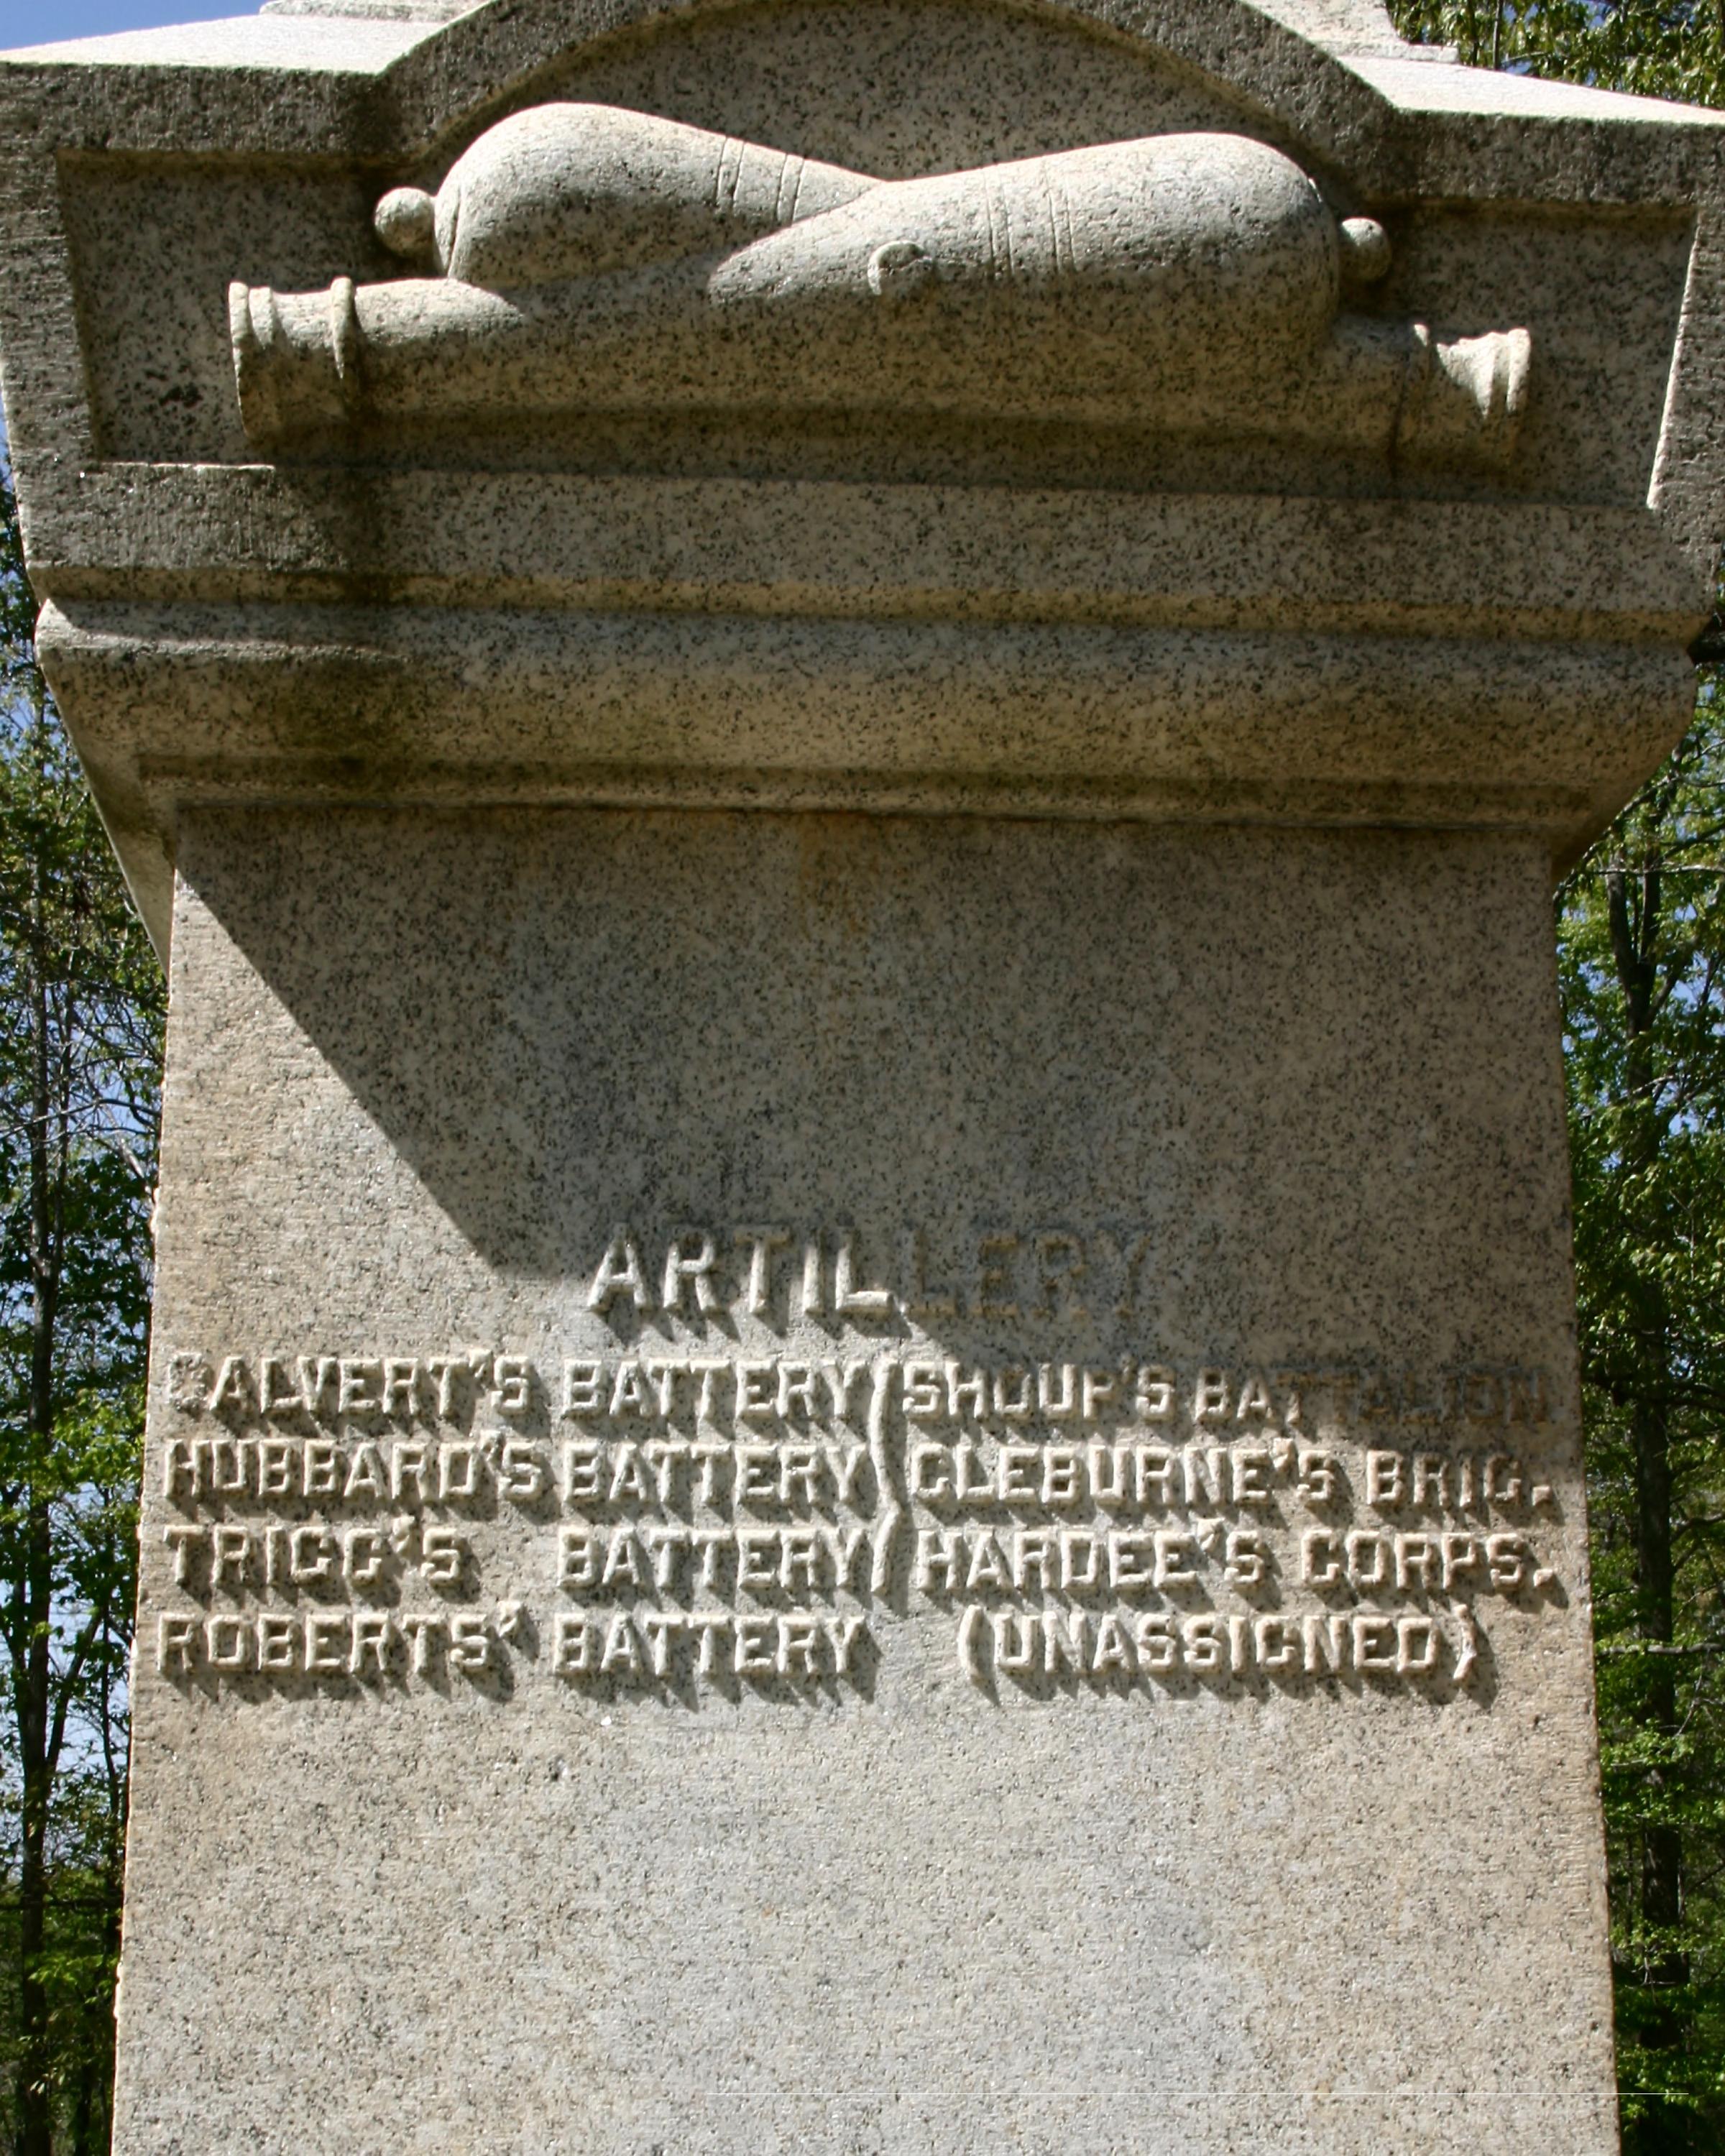 ARTILLERY
CALVERT'S BATTERY SHOUP'S BATTALION.
HUBBARD'S BATTERY CLEBURNE'S BRIG.
TRIGG'S BATTERY HARDEE'S CORPS.
ROBERTS' BATTERY (UNASSIGNED)